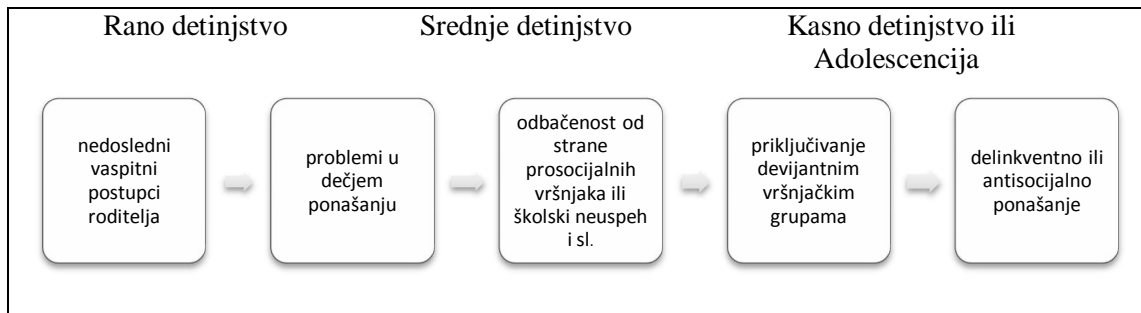 Rano detinjstvo
Srednje detinjstvo
Kasno detinjstvo ili
Adolescencija
nedosledni
vaspitni
postupci
roditelja
problemi u
dečjem
ponašanju
odbačenost od
strane
prosocijalnih
vršnjaka ili
školski neuspeh
i sl.
priključivanje
devijantnim
vršnjačkim
grupama
delinkventno ili
antisocijalno
ponašanje